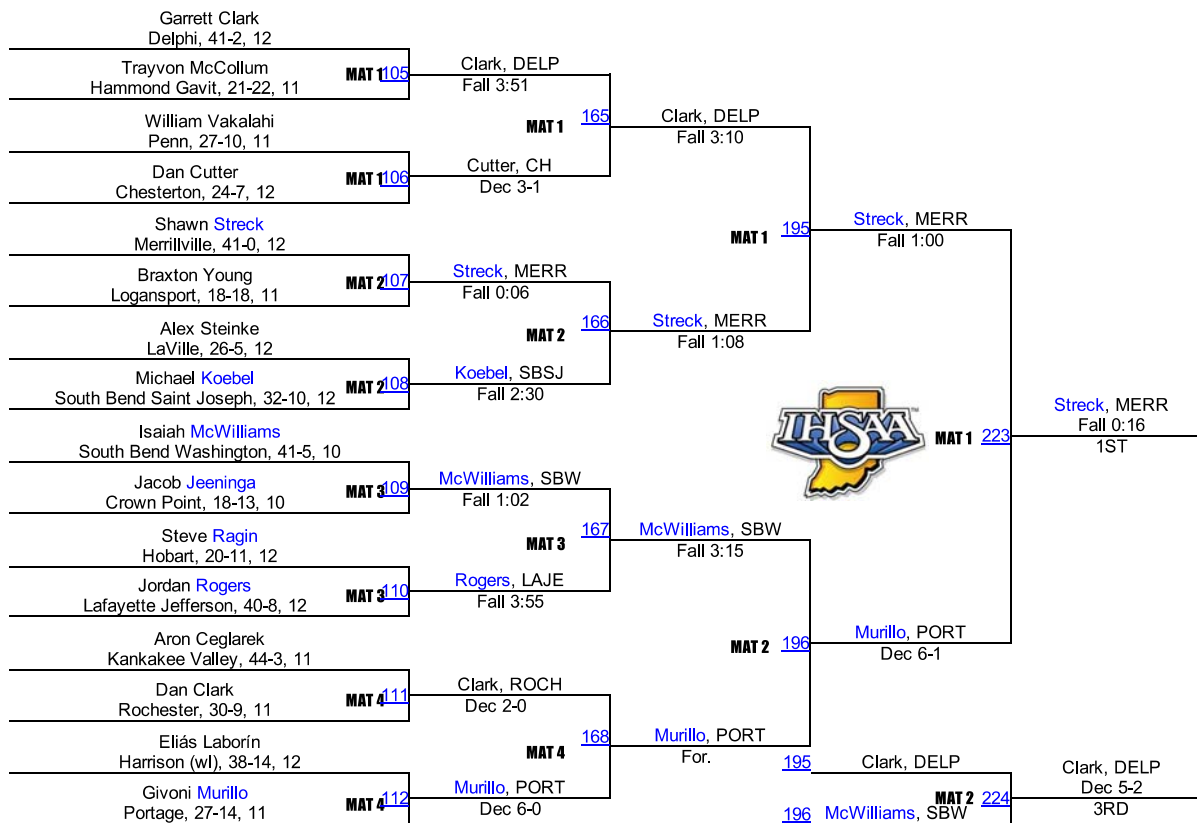 Garrett Clark
Delphi, 41-2, 12
Trayvon McCollum
Hammond Gavit, 21-22, 11
MAT 1 105
Clark, DELP
Fall 3:51
William Vakalahi
Penn, 27-10, 11
MAT 1 165
Clark, DELP
Fall 3:10
Dan Cutter
Chesterton, 24-7, 12
MAT 1 106
Cutter, CH
Dec 3-1
Shawn Streck
Merrillville, 41-0, 12
MAT 1 195
Streck, MERR
Fall 1:00
Braxton Young
Logansport, 18-18, 11
MAT 2 107
Streck, MERR
Fall 0:06
Alex Steinke
LaVille, 26-5, 12
MAT 2 166
Streck, MERR
Fall 1:08
Michael Koebel
South Bend Saint Joseph, 32-10, 12
MAT 2 108
Koebel, SBSJ
Fall 2:30
IHSAA
TM
MAT 1 223
Streck, MERR
Fall 0:16
1ST
Isaiah McWilliams
South Bend Washington, 41-5, 10
Jacob Jeeninga
Crown Point, 18-13, 10
MAT 3 109
McWilliams, SBW
Fall 1:02
Steve Ragin
Hobart, 20-11, 12
MAT 3 167
McWilliams, SBW
Fall 3:15
Jordan Rogers
Lafayette Jefferson, 40-8, 12
MAT 3 110
Rogers, LAJE
Fall 3:55
Aron Ceglarek
Kankakee Valley, 44-3, 11
MAT 2 196
Murillo, PORT
Dec 6-1
Dan Clark
Rochester, 30-9, 11
MAT 4 111
Clark, ROCH
Dec 2-0
Eliás Laborín
Harrison (wl), 38-14, 12
MAT 4 168
Murillo, PORT
For.
Givoni Murillo
Portage, 27-14, 11
MAT 4 112
Murillo, PORT
Dec 6-0
195 Clark, DELP
MAT 2 224
196 McWilliams, SBW
Clark, DELP
Dec 5-2
3RD